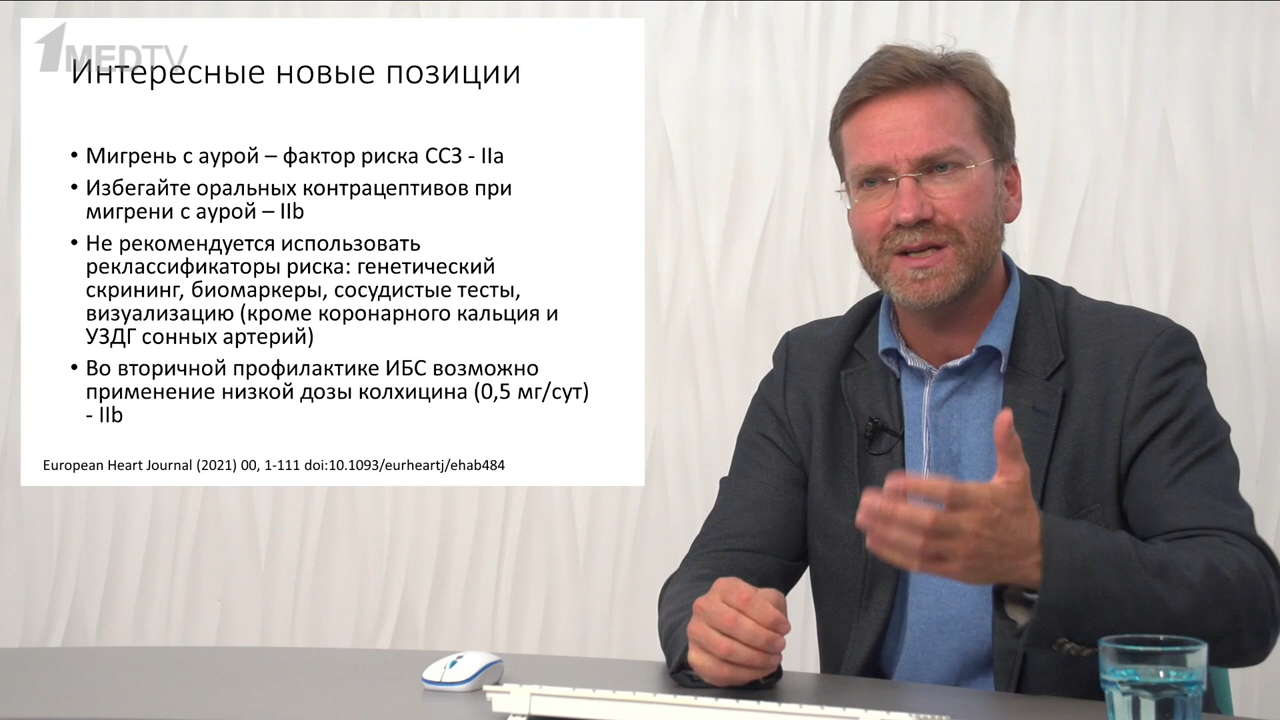 1MEDTV
Интересные новые позиции
• Мигрень с аурой – фактор риска ССЗ - IIa
• Избегайте оральных контрацептивов при
мигрени с аурой – IIb
• Не рекомендуется использовать
реклассификаторы риска: генетический
скрининг, биомаркеры, сосудистые тесты,
визуализацию (кроме коронарного кальция и
УЗДГ сонных артерий)
• Во вторичной профилактике ИБС возможно
применение низкой дозы колхицина (0,5 мг/сут)
- IIb
European Heart Journal (2021) 00, 1-111 doi:10.1093/eurheartj/ehab484